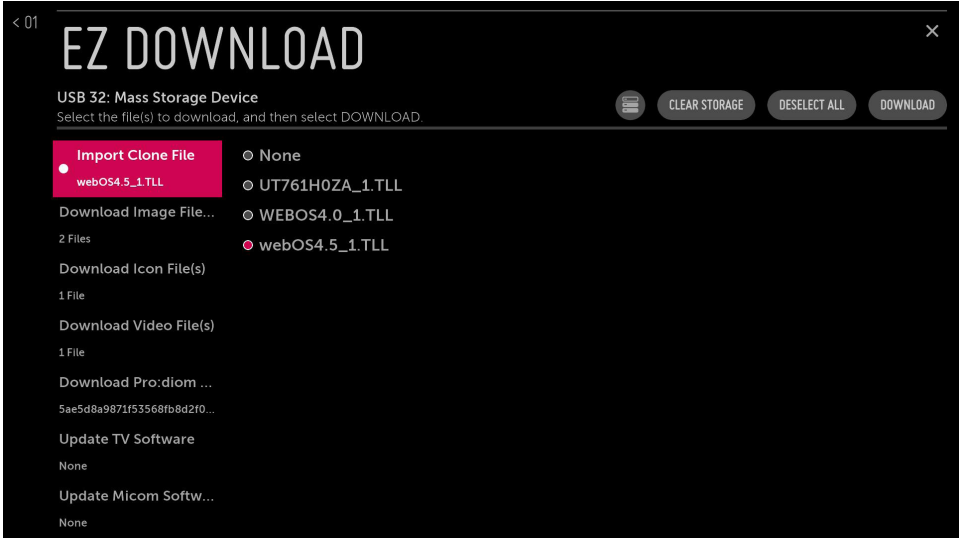 < 01
EZ DOWNLOAD
×
USB 32: Mass Storage Device
Select the file(s) to download, and then select DOWNLOAD.
CLEAR STORAGE
DESELECT ALL
DOWNLOAD
Import Clone File
webOS4.5_1.TLL
Download Image File...
2 Files
Download Icon File(s)
1 File
Download Video File(s)
1 File
Download Pro:diom ...
5ae5d8a9871f53568fb8d2f0...
Update TV Software
None
Update Micom Softw...
None
None
UT761H0ZA_1.TLL
WEBOS4.0_1.TLL
webOS4.5_1.TLL